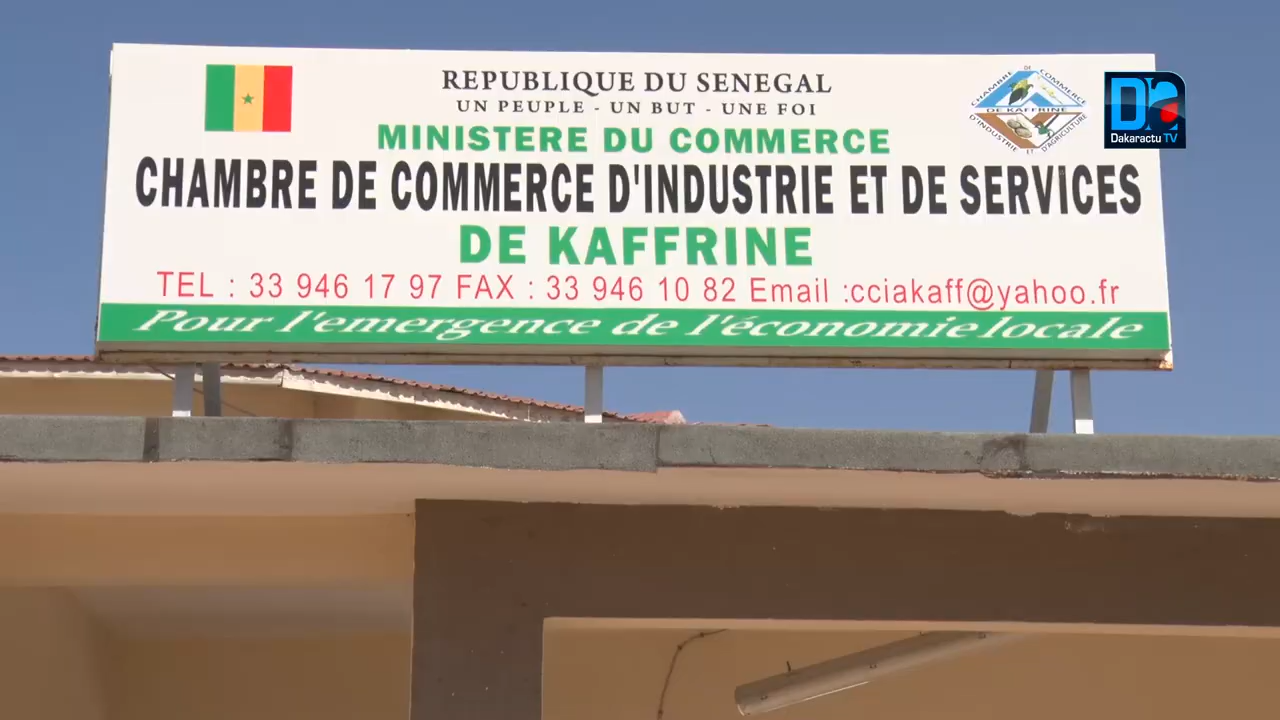 REPUBLIQUE DU SENEGAL
UN PEUPLE - UN BUT - UNE FOI
MINISTERE DU COMMERCE
CHAMBRE DE COMMERCE D'INDUSTRIE ET DE SERVICES
DE KAFFRINE
TEL : 33 946 17 97 FAX : 33 946 10 82 Email :cciakaff@yahoo.fr
Pour l'emergence de l'économie locale
CHAMBRE DE COMMERCE
DE KAFFRINE
D'INDUSTRIE ET D'AGRICULTURE
Dakaractu TV